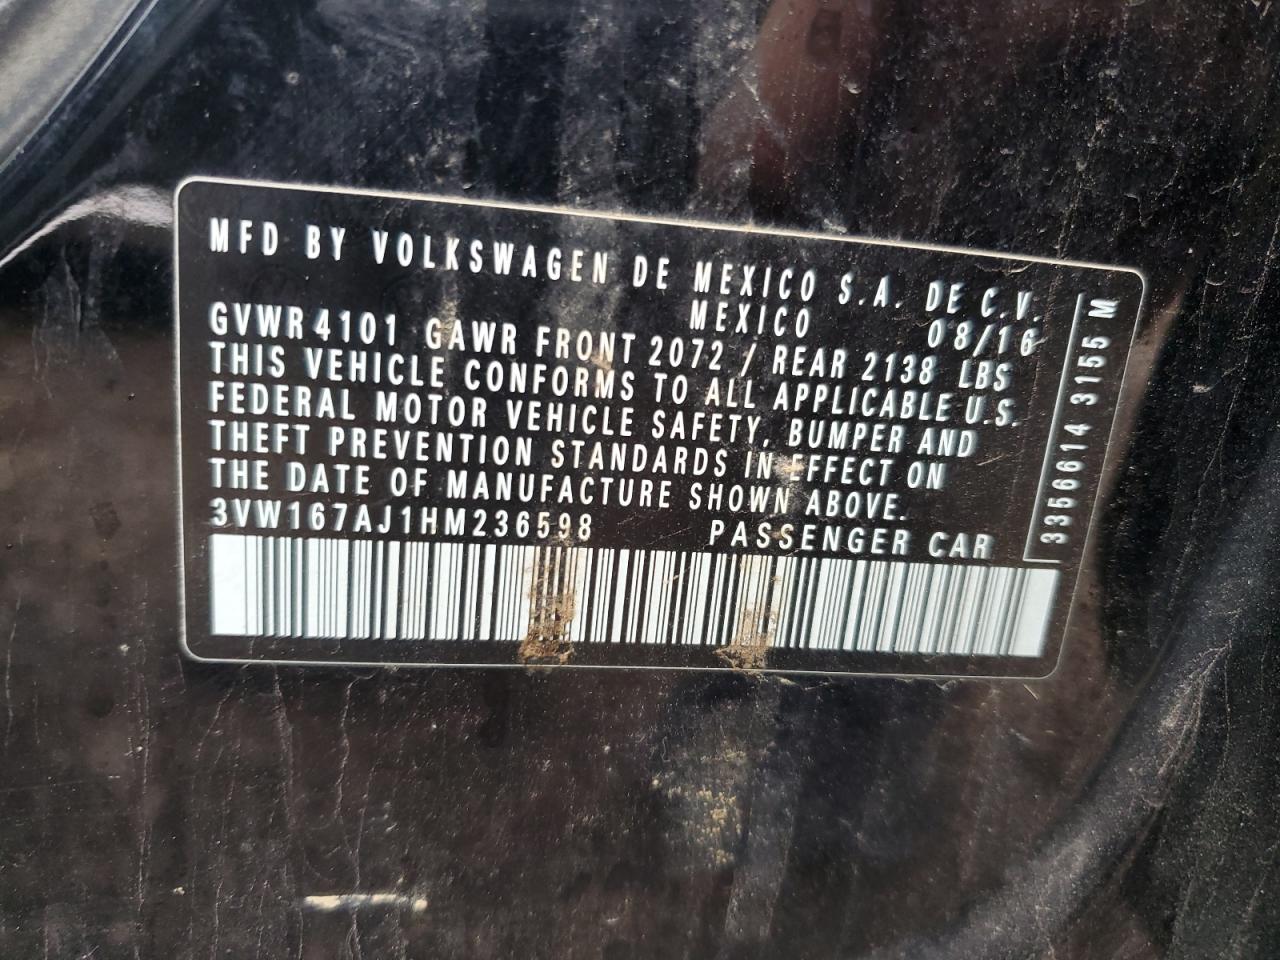 MFD BY VOLKSWAGEN DE MEXICO S.A. DE C.V.
MEXICO 08/16
GVWR 4101 GAWR FRONT 2072 / REAR 2138 LBS
THIS VEHICLE CONFORMS TO ALL APPLICABLE U.S.
FEDERAL MOTOR VEHICLE SAFETY, BUMPER AND
THEFT PREVENTION STANDARDS IN EFFECT ON
THE DATE OF MANUFACTURE SHOWN ABOVE.
3VW167AJ1HM236598 PASSENGER CAR
3356614 3155 M